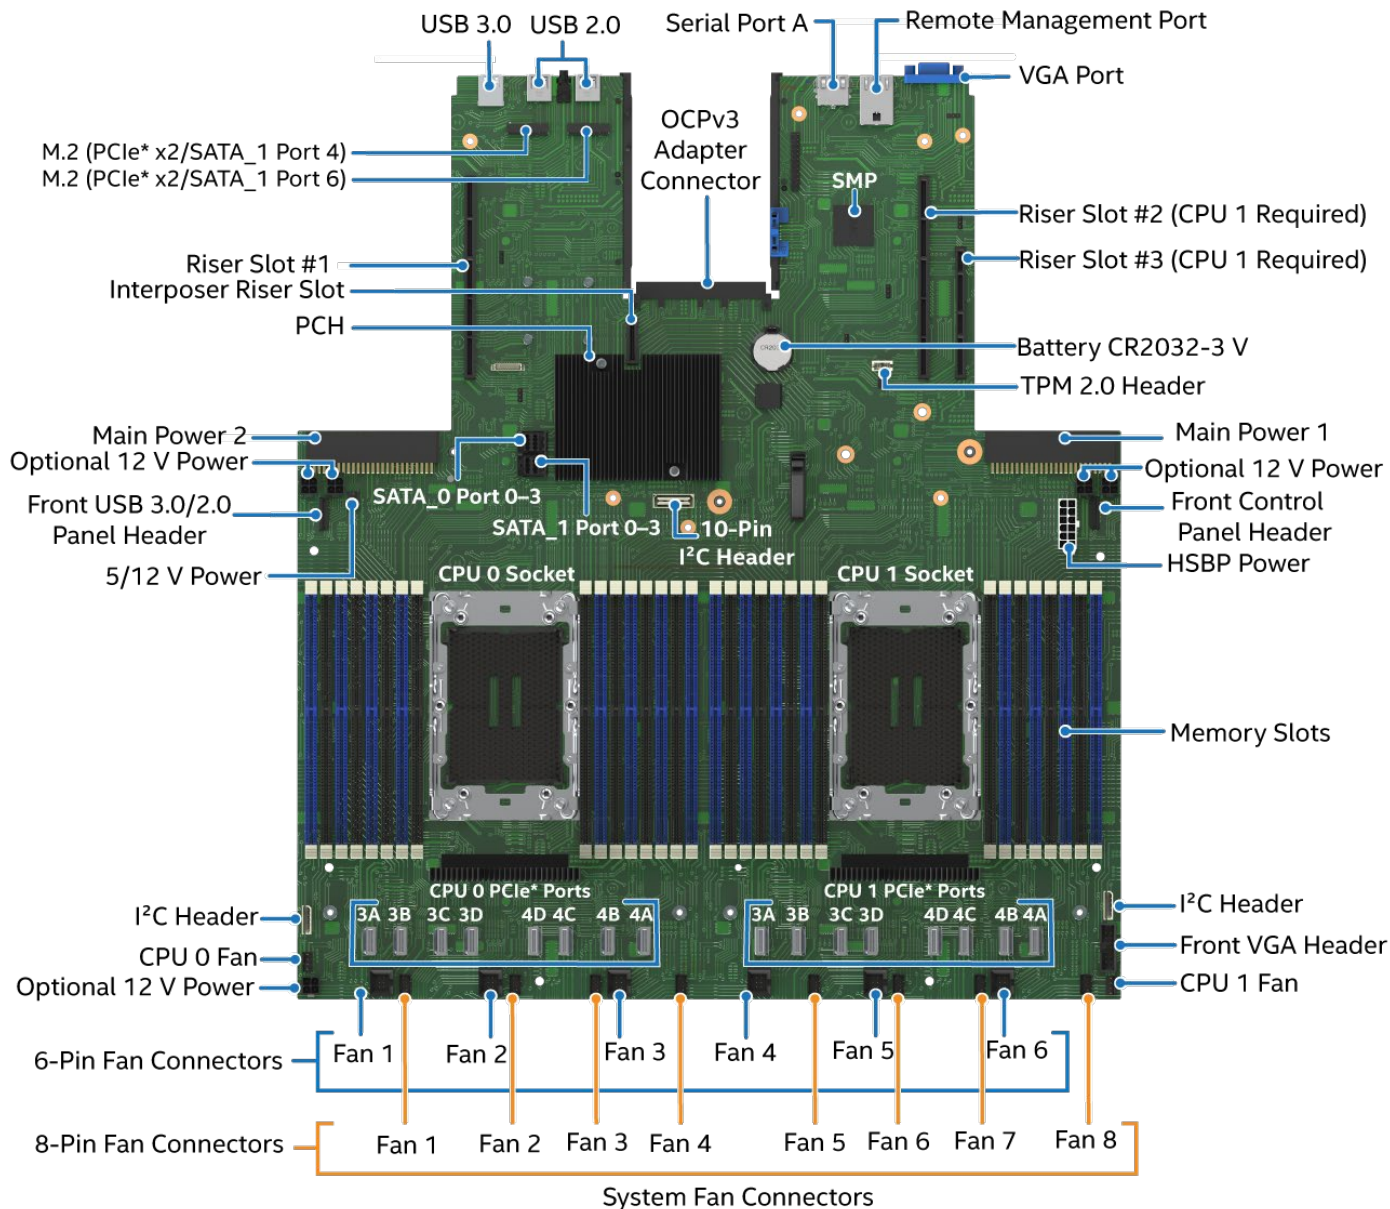 USB 3.0
USB 2.0
Serial Port A
Remote Management Port
VGA Port
OCPv3
Adapter
Connector
M.2 (PCIe* x2/SATA_1 Port 4)
M.2 (PCIe* x2/SATA_1 Port 6)
SMP
Riser Slot #2 (CPU 1 Required)
Riser Slot #1
Riser Slot #3 (CPU 1 Required)
Interposer Riser Slot
PCH
Battery CR2032-3 V
TPM 2.0 Header
Main Power 2
Main Power 1
Optional 12 V Power
Optional 12 V Power
SATA_0 Port 0–3
Front USB 3.0/2.0
Panel Header
Front Control
Panel Header
SATA_1 Port 0–3
10-Pin
I²C Header
HSBP Power
5/12 V Power
CPU 0 Socket
CPU 1 Socket
Memory Slots
CPU 0 PCIe* Ports
CPU 1 PCIe* Ports
3A 3B 3C 3D 4D 4C 4B 4A
3A 3B 3C 3D 4D 4C 4B 4A
I²C Header
I²C Header
CPU 0 Fan
Front VGA Header
Optional 12 V Power
CPU 1 Fan
6-Pin Fan Connectors
Fan 1 Fan 2 Fan 3 Fan 4 Fan 5 Fan 6
8-Pin Fan Connectors
Fan 1 Fan 2 Fan 3 Fan 4 Fan 5 Fan 6 Fan 7 Fan 8
System Fan Connectors